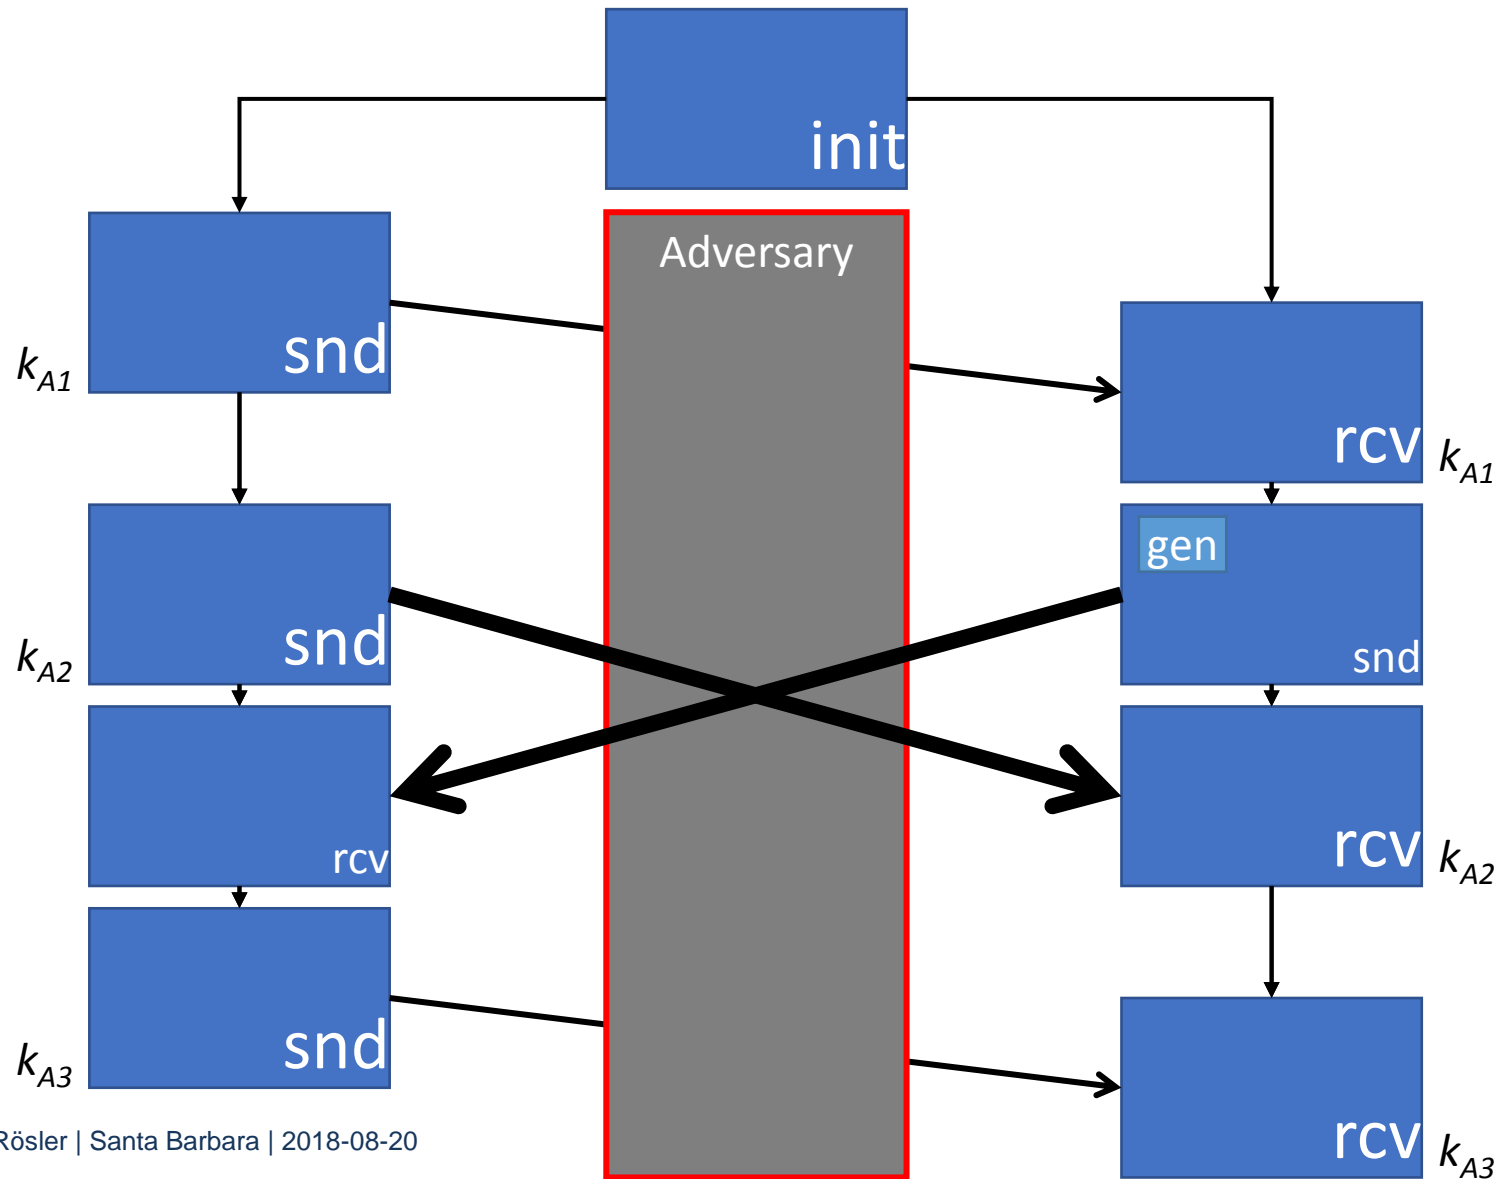 init
Adversary
snd
k_A1
rcv
k_A1
gen
snd
snd
k_A2
rcv
rcv
k_A2
snd
k_A3
rcv
k_A3
Rösler | Santa Barbara | 2018-08-20